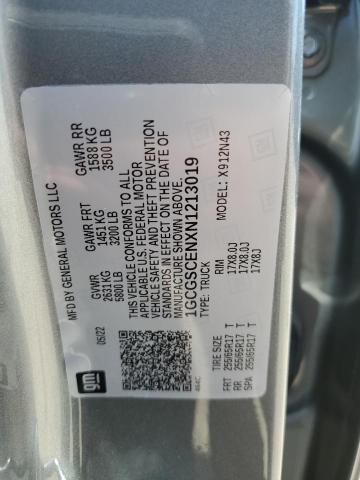 MFD BY GENERAL MOTORS LLC
05/22
GVWR GAWR FRT GAWR RR
2631 KG 1451 KG 1588 KG
5800 LB 3200 LB 3500 LB
THIS VEHICLE CONFORMS TO ALL
APPLICABLE U.S. FEDERAL MOTOR
VEHICLE SAFETY AND THEFT PREVENTION
STANDARDS IN EFFECT ON THE DATE OF
MANUFACTURE SHOWN ABOVE.
1GCGSCENXN1213019
TYPE: TRUCK MODEL: X912N43
TIRE SIZE RIM
FRT 255/65R17 T 17X8.0J
RR 255/65R17 T 17X8.0J
SPA 255/65R17 T 17X8J
gm